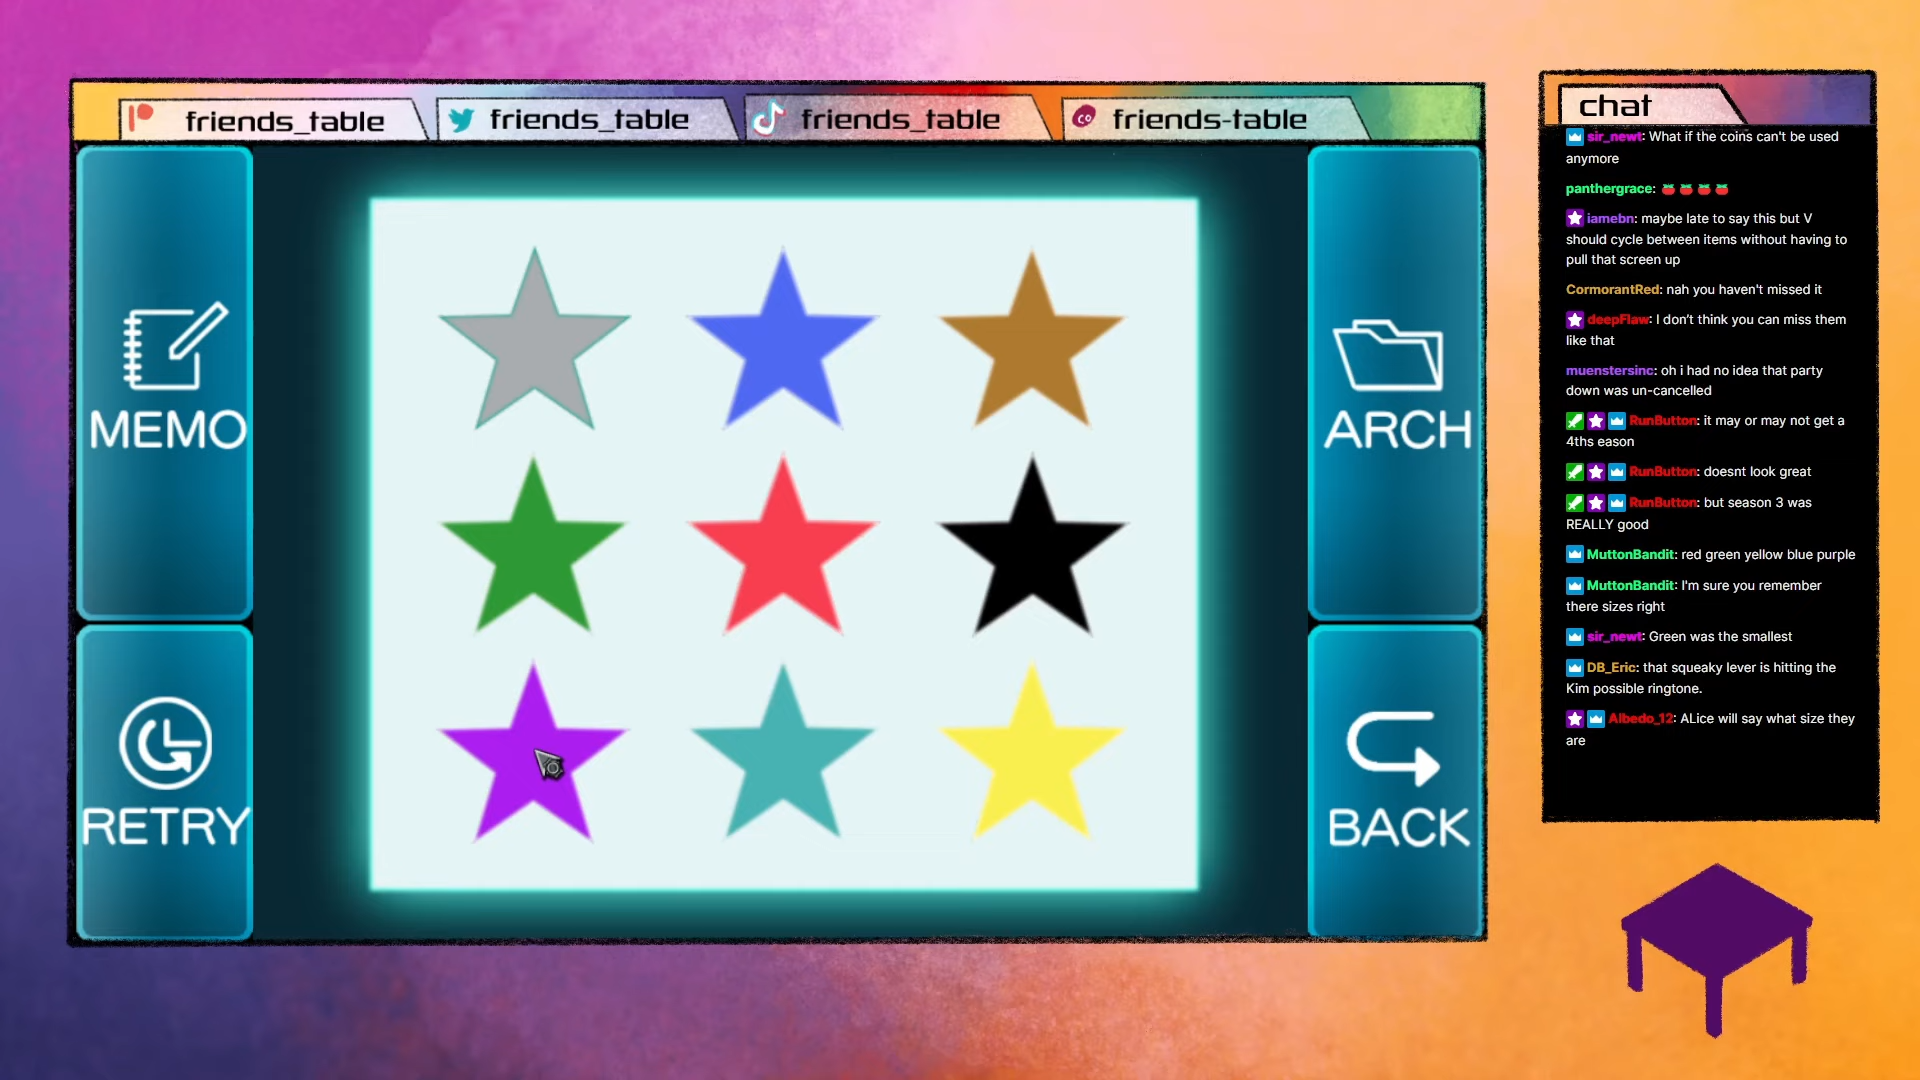 friends_table
friends_table
friends_table
friends-table
MEMO
RETRY
ARCH
BACK
chat
sir_newt: What if the coins can't be used
anymore
panthergrace: 🍅 🍅 🍅 🍅
iamebn: maybe late to say this but V
should cycle between items without having to
pull that screen up
CormorantRed: nah you haven't missed it
deepFlaw: I don’t think you can miss them
like that
muenstersinc: oh i had no idea that party
down was un-cancelled
RunButton: it may or may not get a
4ths eason
RunButton: doesnt look great
RunButton: but season 3 was
REALLY good
MuttonBandit: red green yellow blue purple
MuttonBandit: I'm sure you remember
there sizes right
sir_newt: Green was the smallest
DB_Eric: that squeaky lever is hitting the
Kim possible ringtone.
Albedo_12: ALice will say what size they
are